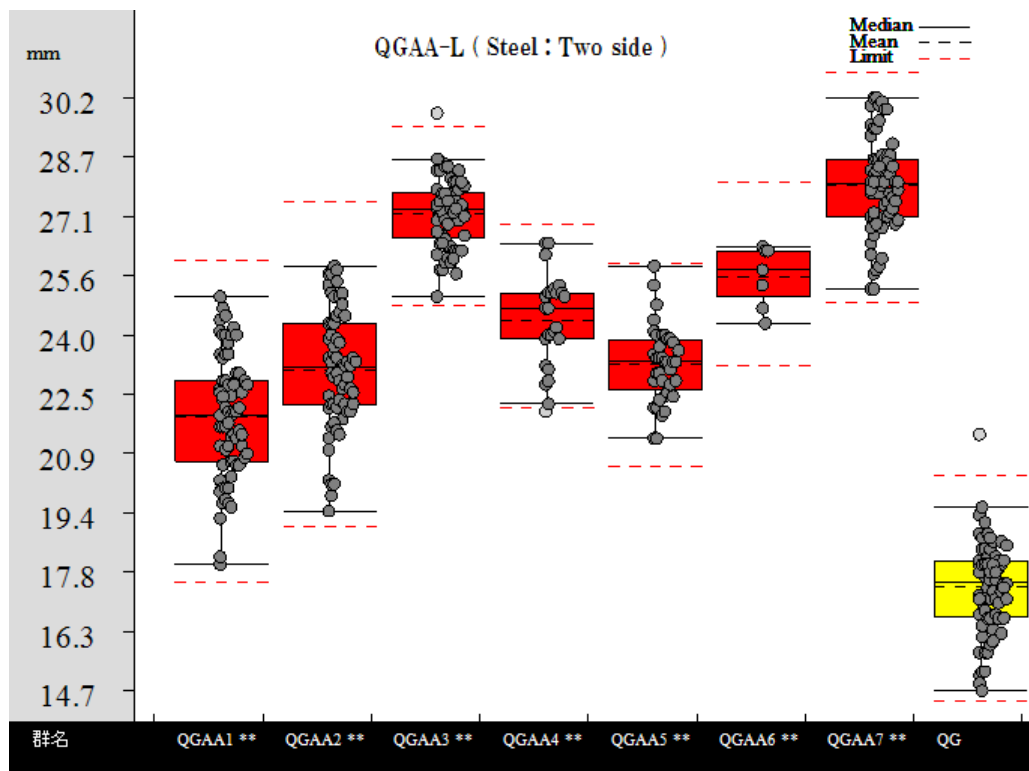 Median
Mean
Limit
QGAA-L ( Steel : Two side )
mm
30.2
28.7
27.1
25.6
24.0
22.5
20.9
19.4
17.8
16.3
14.7
群名 QGAA1 ** QGAA2 ** QGAA3 ** QGAA4 ** QGAA5 ** QGAA6 ** QGAA7 ** QG